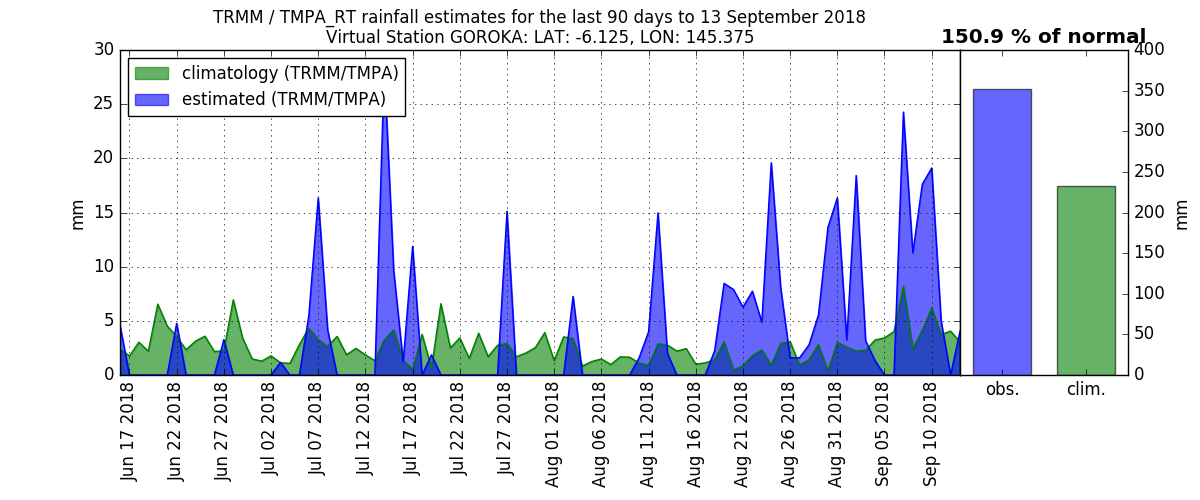 TRMM / TMPA_RT rainfall estimates for the last 90 days to 13 September 2018
Virtual Station GOROKA: LAT: -6.125, LON: 145.375
150.9 % of normal
climatology (TRMM/TMPA)
estimated (TRMM/TMPA)
30
25
20
15
10
5
0
mm
Jun 17 2018
Jun 22 2018
Jun 27 2018
Jul 02 2018
Jul 07 2018
Jul 12 2018
Jul 17 2018
Jul 22 2018
Jul 27 2018
Aug 01 2018
Aug 06 2018
Aug 11 2018
Aug 16 2018
Aug 21 2018
Aug 26 2018
Aug 31 2018
Sep 05 2018
Sep 10 2018
400
350
300
250
200
150
100
50
0
mm
obs.
clim.